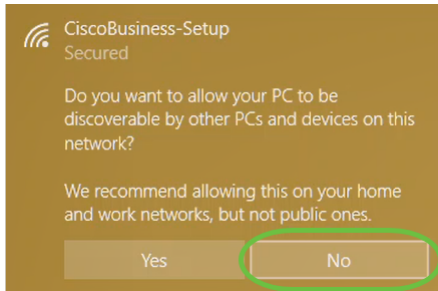 CiscoBusiness-Setup
Secured
Do you want to allow your PC to be
discoverable by other PCs and devices on this
network?
We recommend allowing this on your home
and work networks, but not public ones.
Yes No